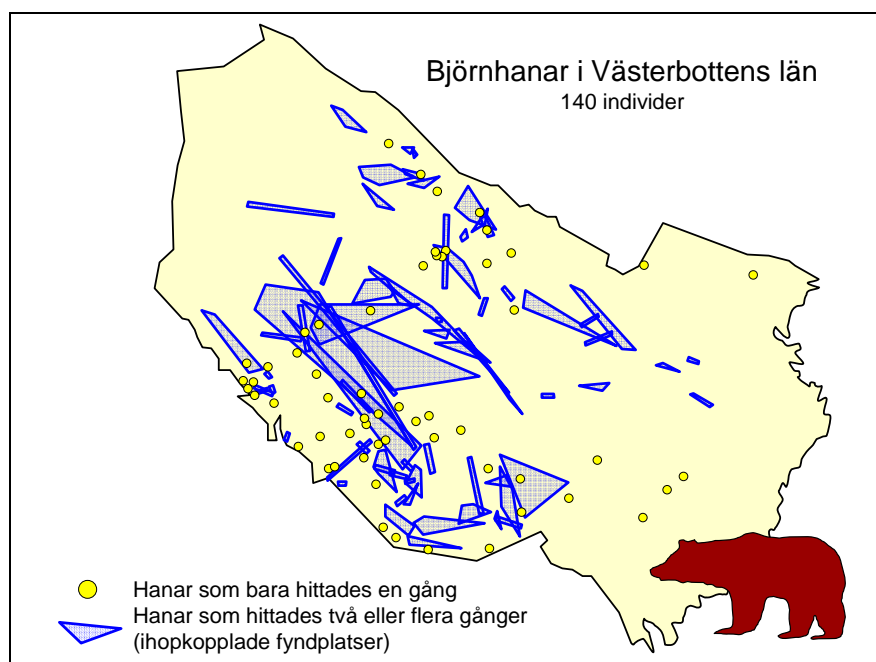 Björnhanar i Västerbottens län
140 individer
Hanar som bara hittades en gång
Hanar som hittades två eller flera gånger
(ihopkopplade fyndplatser)